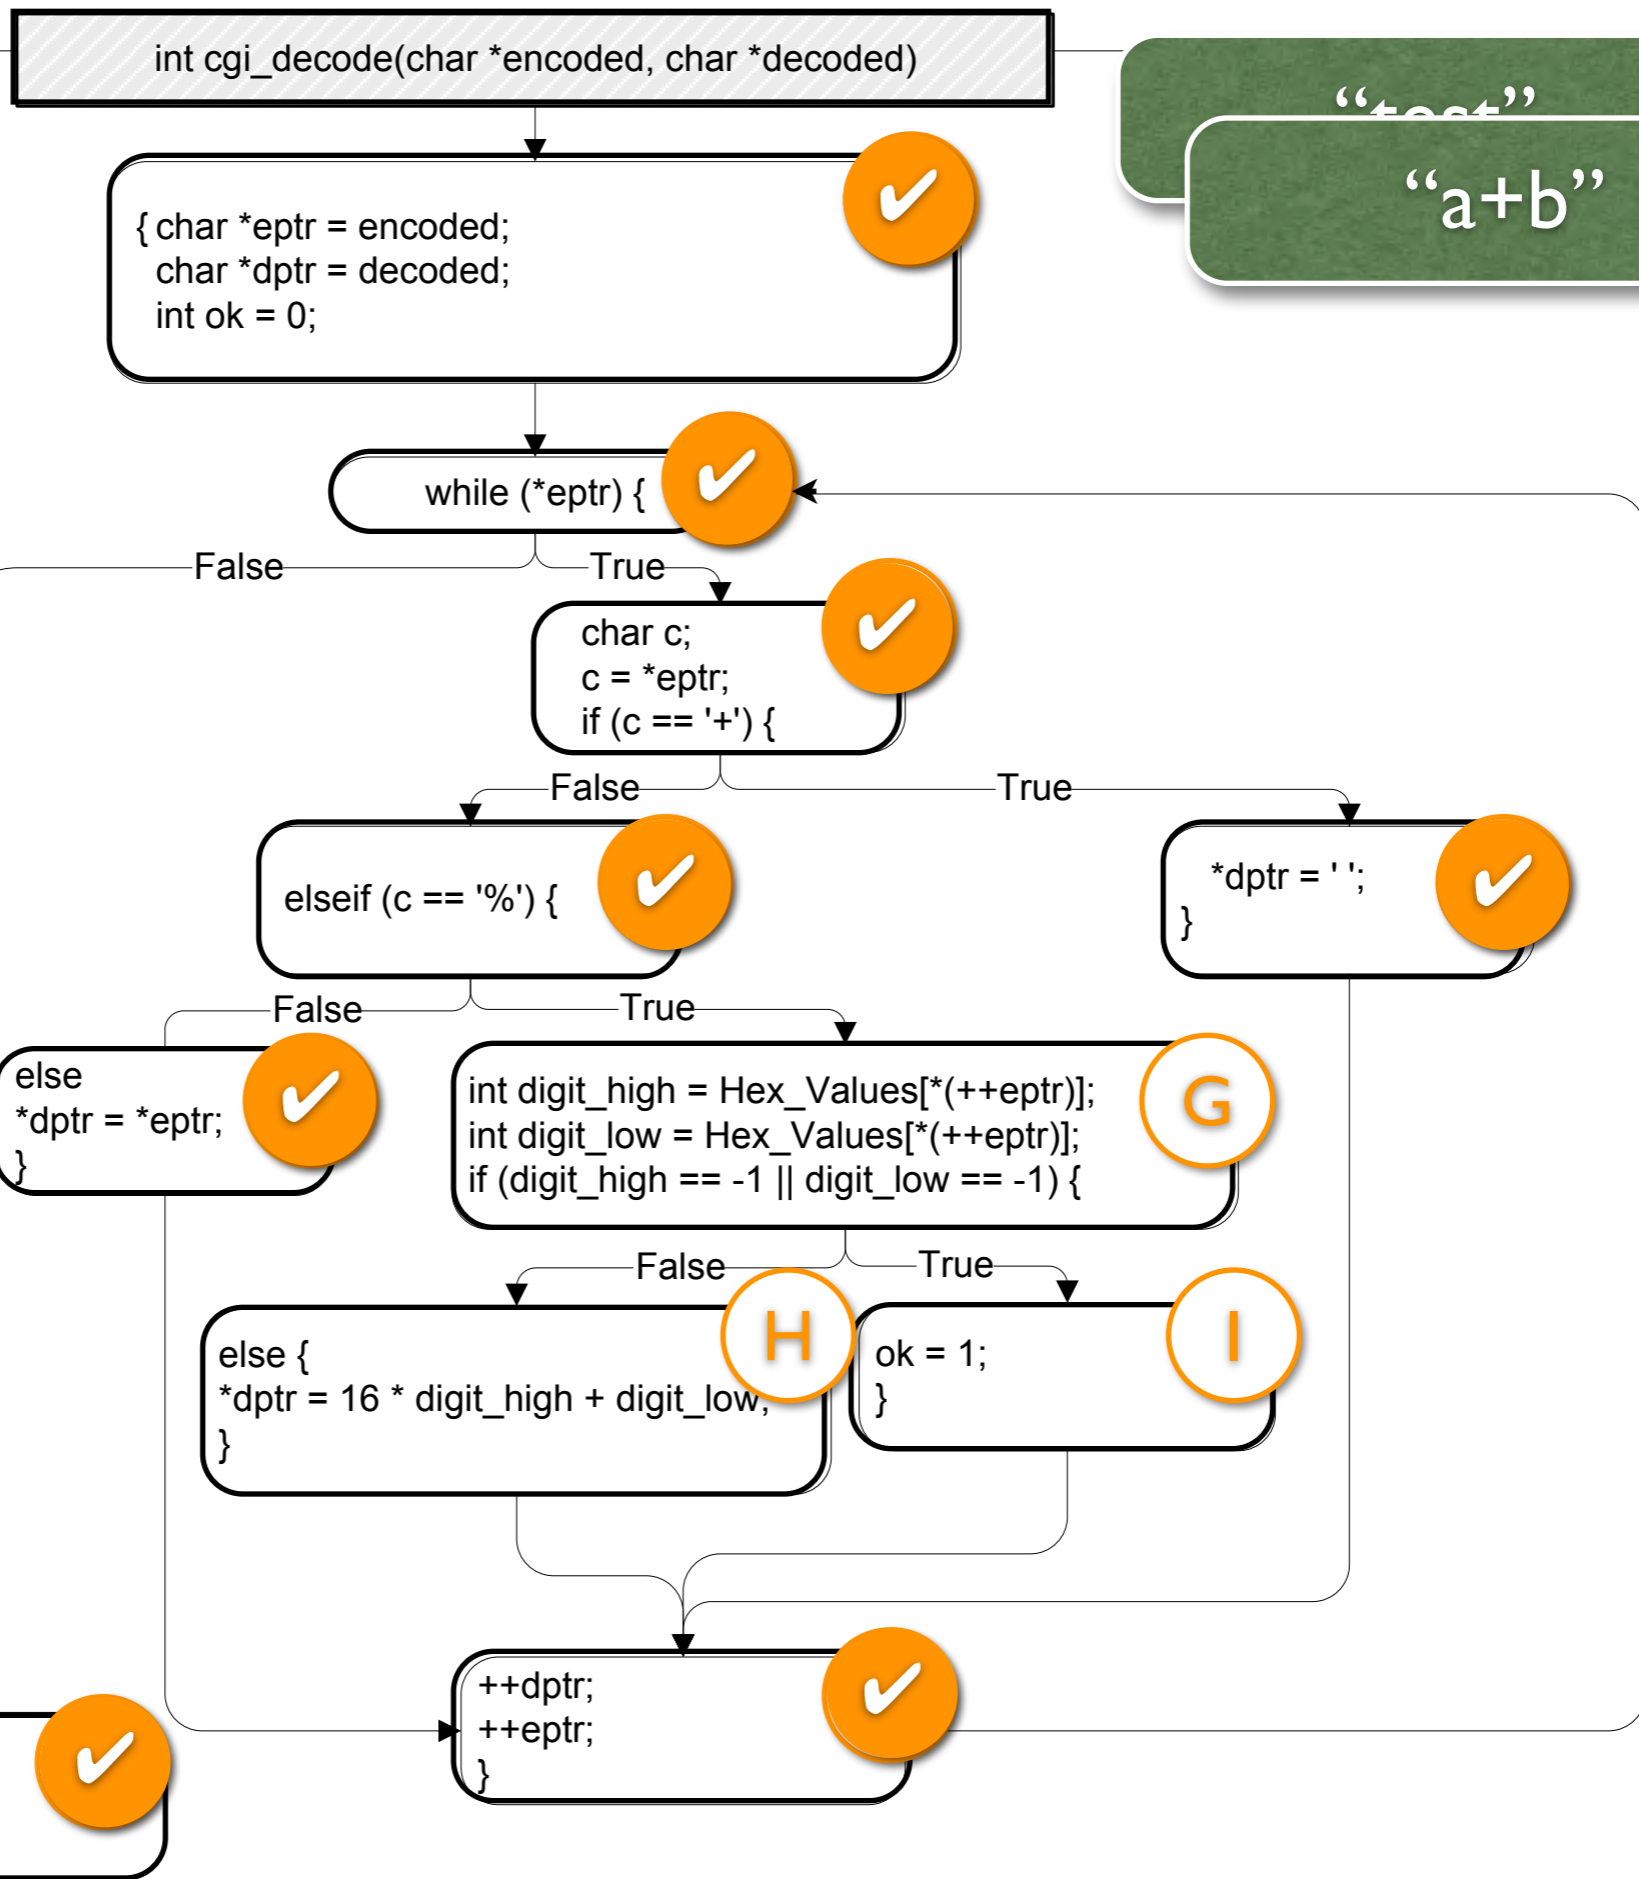 int cgi_decode(char *encoded, char *decoded)
“test”
“a+b”
{ char *eptr = encoded;
char *dptr = decoded;
int ok = 0;
while (*eptr) {
False
True
char c;
c = *eptr;
if (c == '+') {
False
True
elseif (c == '%') {
*dptr = ' ';
}
False
True
else
*dptr = *eptr;
}
int digit_high = Hex_Values[*(++eptr)];
int digit_low = Hex_Values[*(++eptr)];
if (digit_high == -1 || digit_low == -1) {
G
False
True
else {
*dptr = 16 * digit_high + digit_low;
}
H
ok = 1;
}
I
++dptr;
++eptr;
}